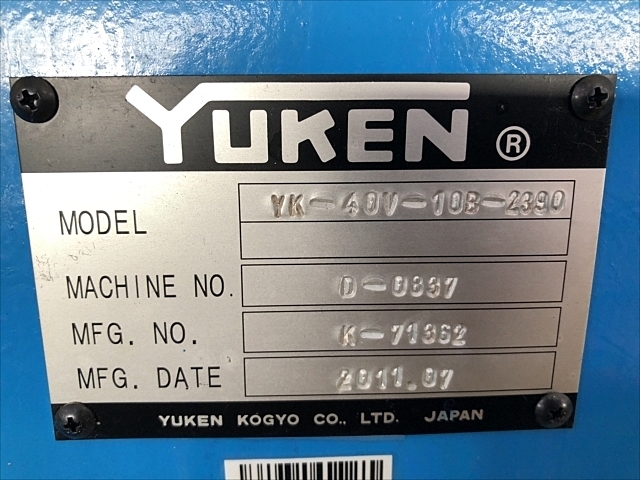 YUKEN ®
MODEL YK-40V-10B-2390
MACHINE NO. D-0337
MFG. NO. K-71362
MFG. DATE 2011.07
YUKEN KOGYO CO., LTD. JAPAN